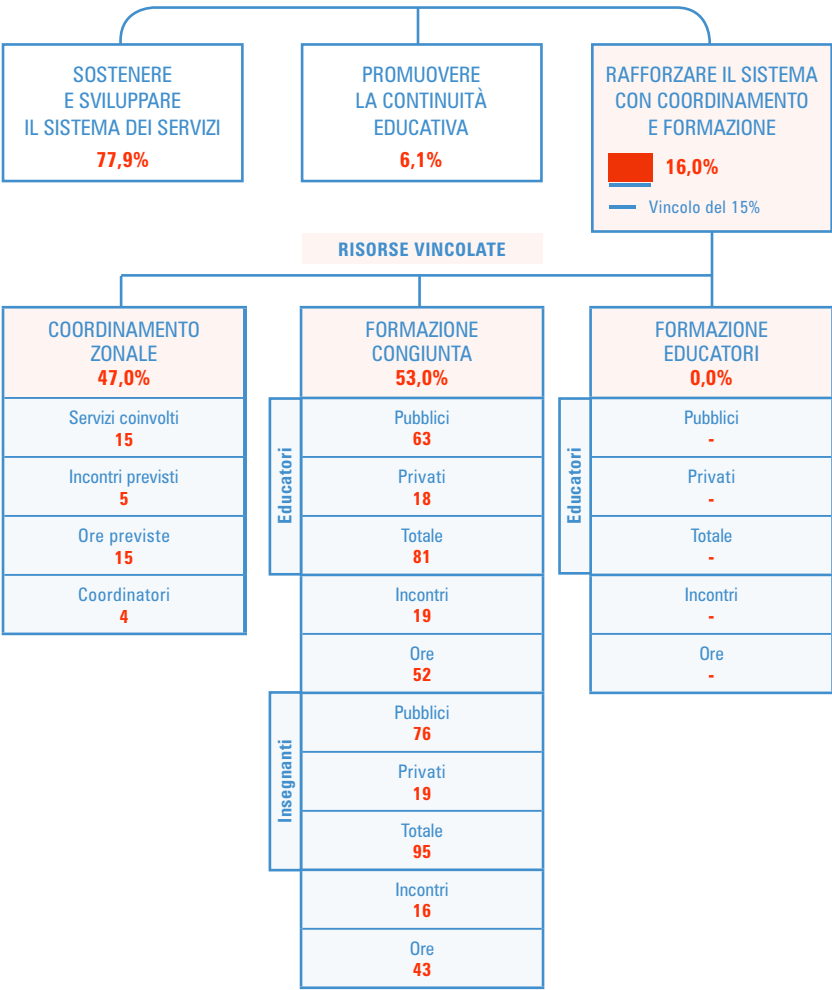 SOSTENERE
E SVILUPPARE
IL SISTEMA DEI SERVIZI
77,9%
PROMUOVERE
LA CONTINUITÀ
EDUCATIVA
6,1%
RAFFORZARE IL SISTEMA
CON COORDINAMENTO
E FORMAZIONE
16,0%
Vincolo del 15%
RISORSE VINCOLATE
COORDINAMENTO
ZONALE
47,0%
Servizi coinvolti
15
Incontri previsti
5
Ore previste
15
Coordinatori
4
FORMAZIONE
CONGIUNTA
53,0%
Educatori
Pubblici
63
Privati
18
Totale
81
Incontri
19
Ore
52
Insegnanti
Pubblici
76
Privati
19
Totale
95
Incontri
16
Ore
43
FORMAZIONE
EDUCATORI
0,0%
Educatori
Pubblici
-
Privati
-
Totale
-
Incontri
-
Ore
-